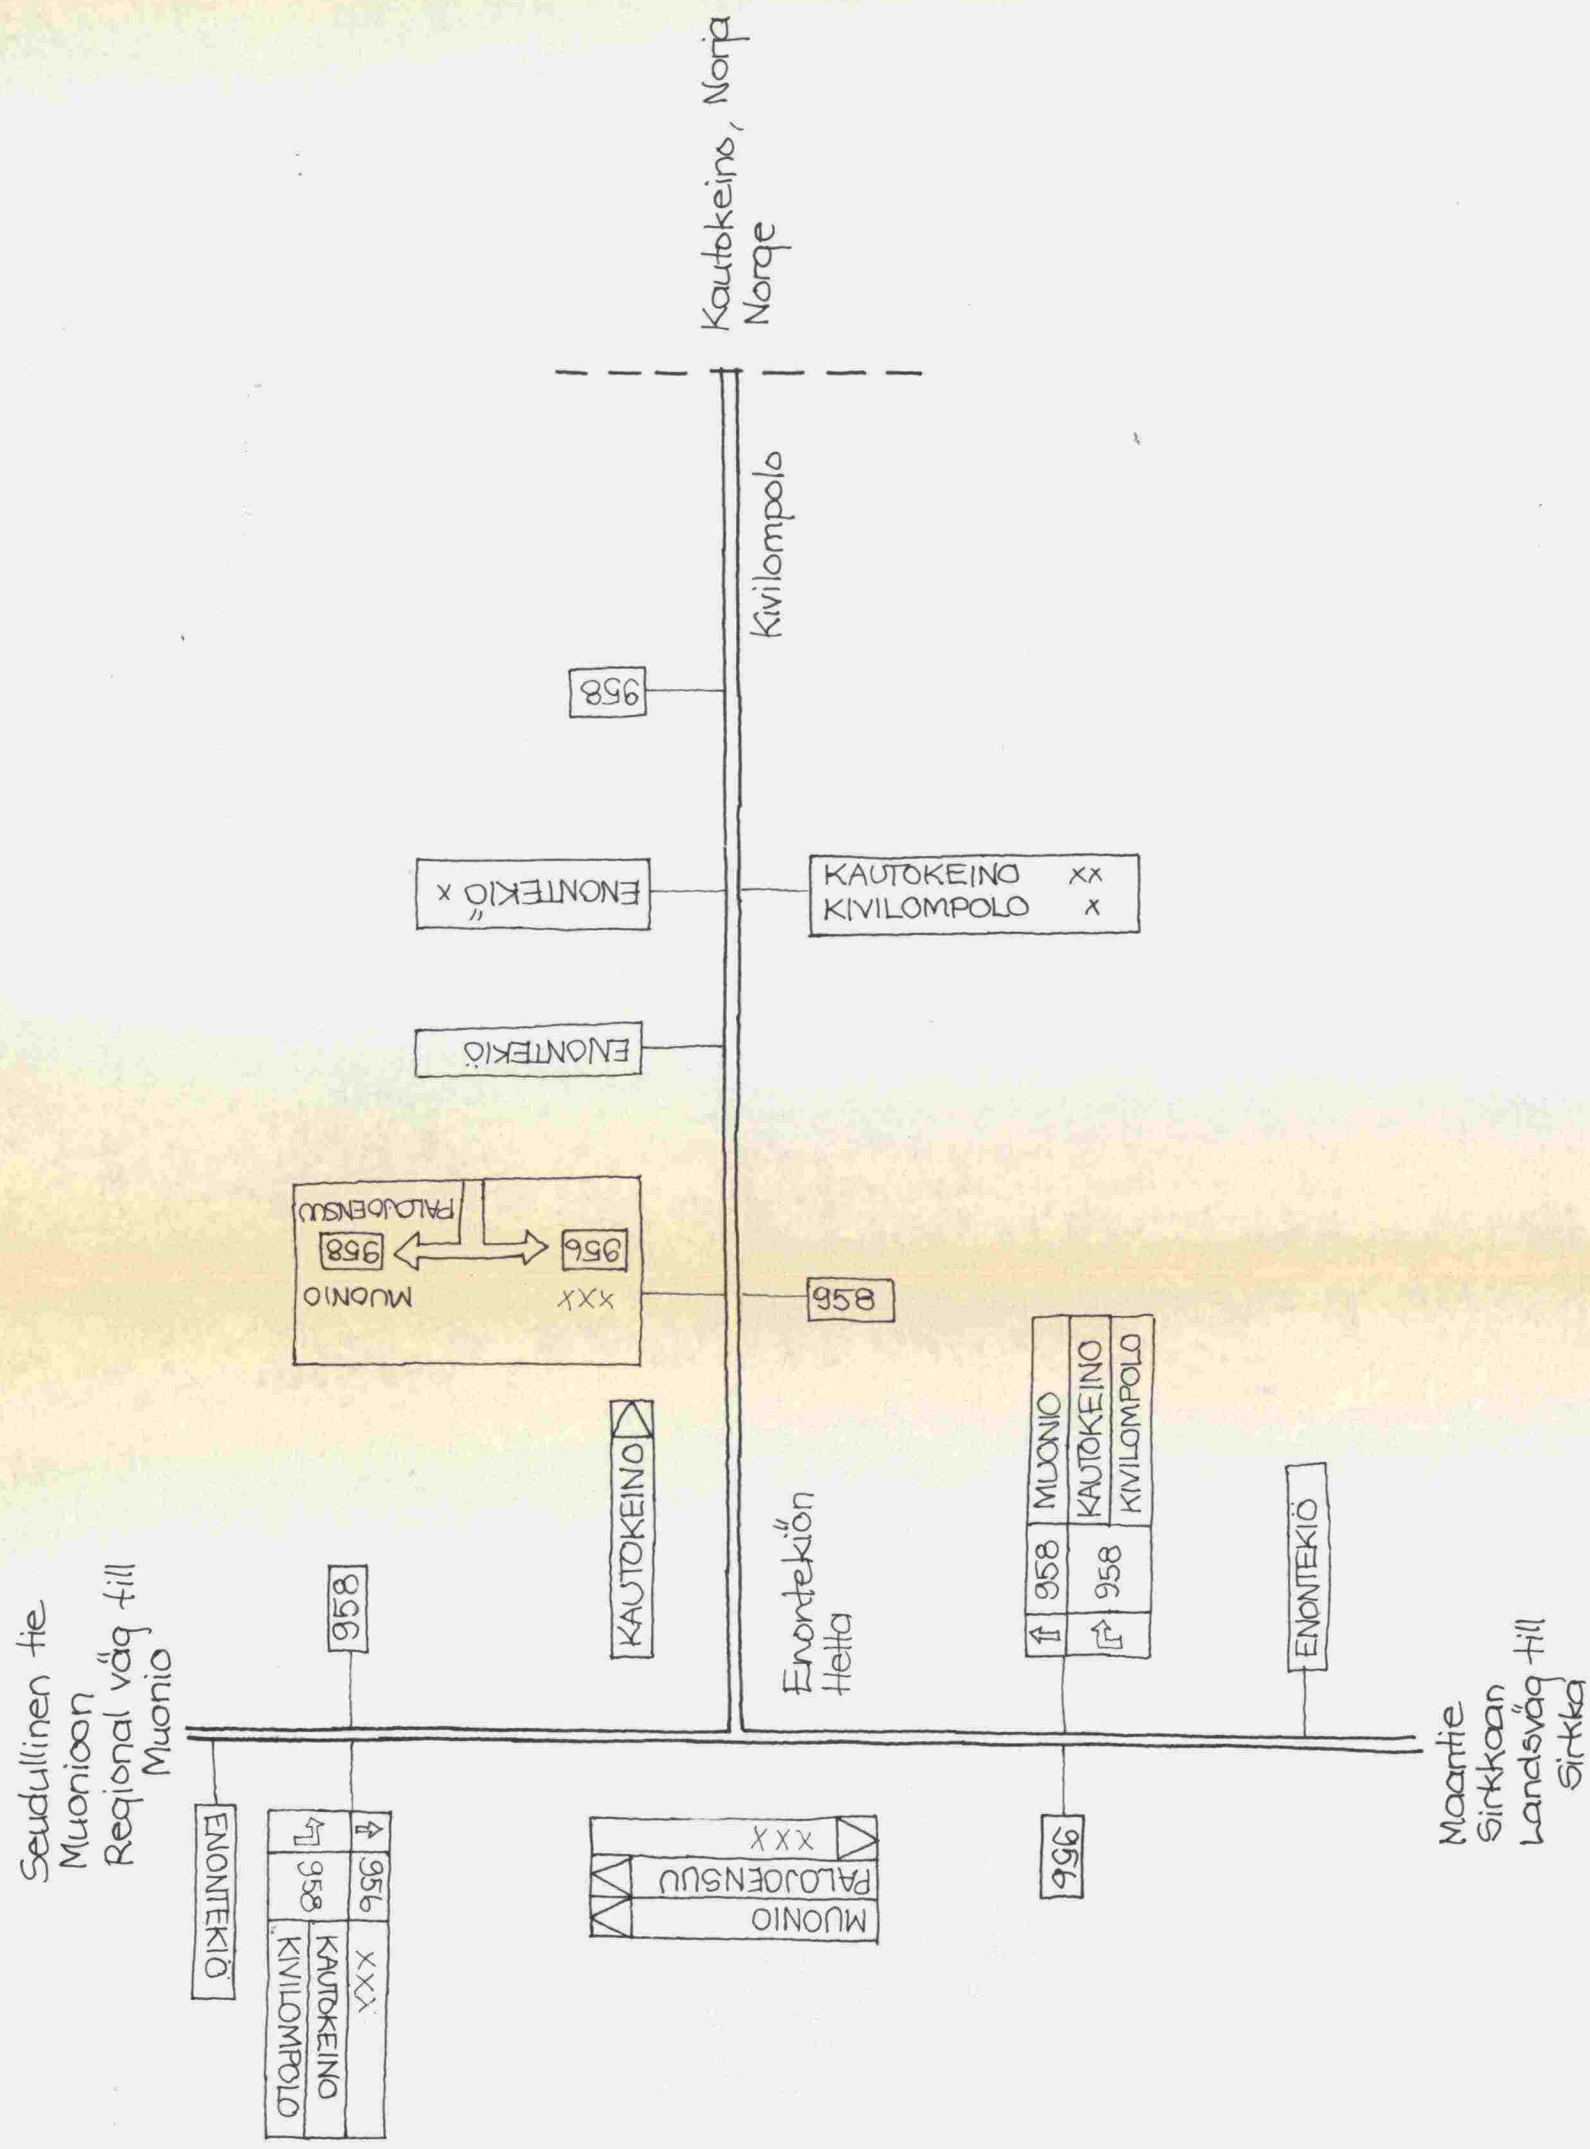 Kautokeino, Norja
Norge
Kivilompolo
958
ENONTEKIÖ x
KAUTOKEINO xx
KIVILOMPOLO x
ENONTEKIÖ
PALOJOENSUU
958
MUONIO
956
xxx
958
KAUTOKEINO
Enontekiön
Hetta
Seudullinen tie
Muonioon
Regional väg till
Muonio
958
ENONTEKIÖ
956 xxx
958 KAUTOKEINO
KIVILOMPOLO
xxx
PALOJOENSUU
MUONIO
958 MUONIO
958 KAUTOKEINO
KIVILOMPOLO
956
ENONTEKIÖ
Maantie
Sirkkaan
Landsväg till
Sirkka